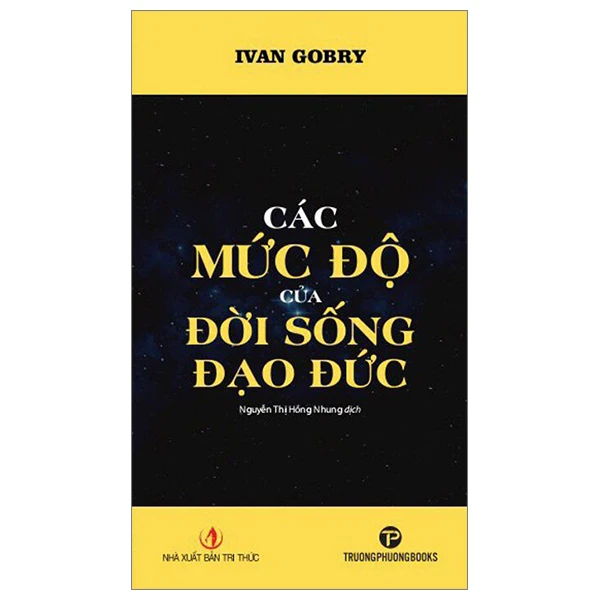 IVAN GOBRY
CÁC
MỨC ĐỘ
CỦA
ĐỜI SỐNG
ĐẠO ĐỨC
Nguyễn Thị Hồng Nhung dịch
NHÀ XUẤT BẢN TRI THỨC
TP
TRUONGPHUONGBOOKS